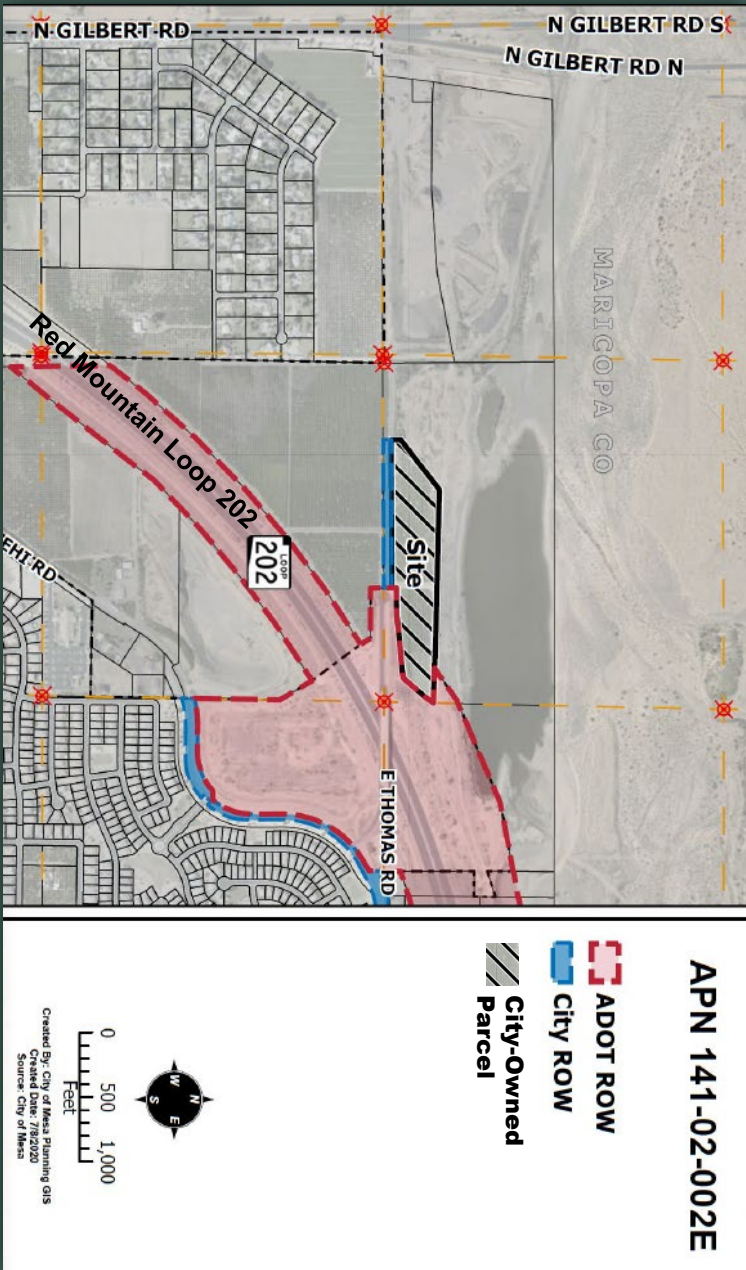 N GILBERT RD
N GILBERT RD S
N GILBERT RD N
MARICOPA CO
Red Mountain Loop 202
LOOP
202
Site
EHI RD
E THOMAS RD
APN 141-02-002E
ADOT ROW
City ROW
City-Owned
Parcel
N
W
E
S
0 500 1,000
Feet
Created By: City of Mesa Planning GIS
Created Date: 7/8/2020
Source: City of Mesa